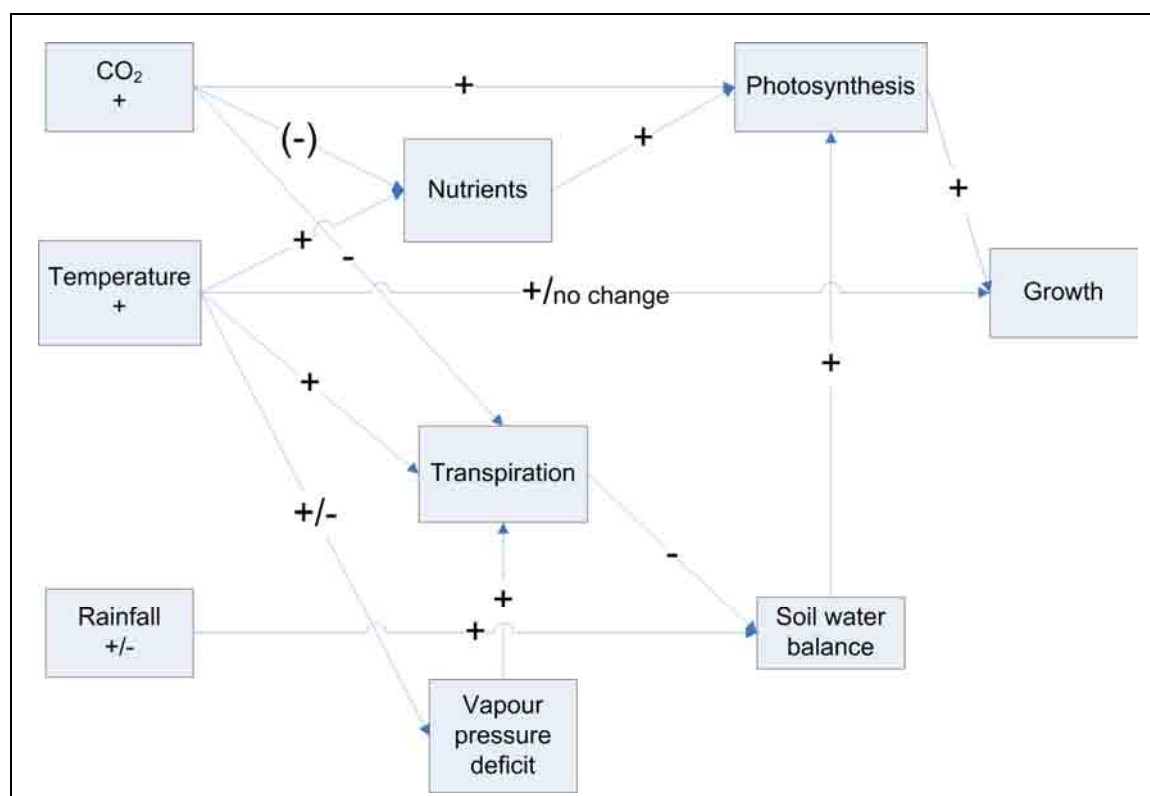 CO₂
+
+
Photosynthesis
(-)
+
Nutrients
+
+
-
Temperature
+
+/no change
Growth
+
+
Transpiration
+/-
-
Rainfall
+/-
+
+
Soil water
balance
Vapour
pressure
deficit